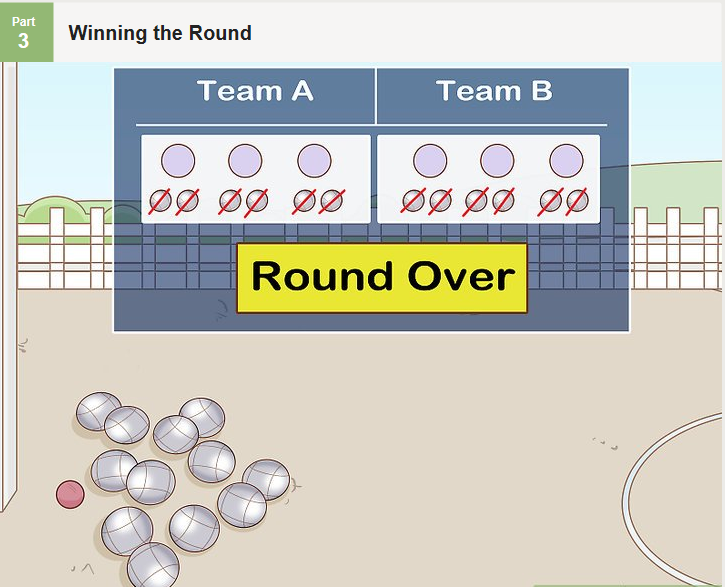 Part
3
Winning the Round
Team A
Team B
Round Over